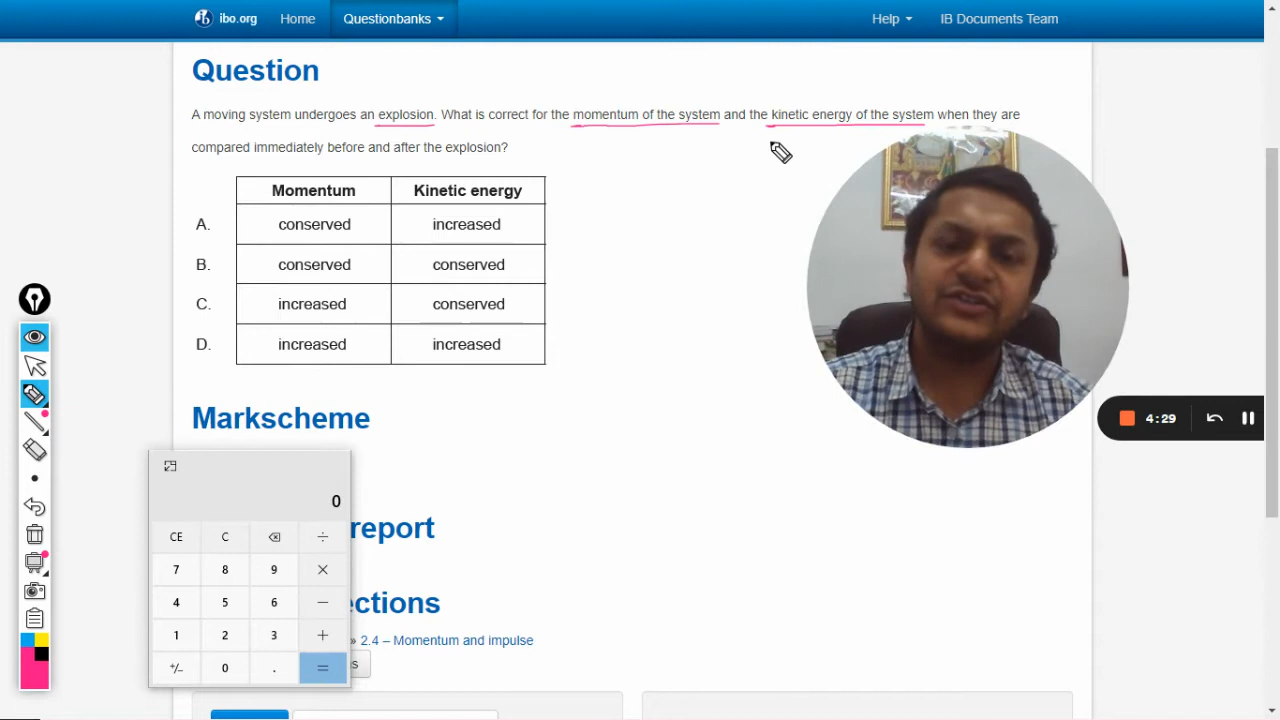 ibo.org Home Questionbanks Help IB Documents Team
Question
A moving system undergoes an explosion. What is correct for the momentum of the system and the kinetic energy of the system when they are
compared immediately before and after the explosion?
Momentum Kinetic energy
A. conserved increased
B. conserved conserved
C. increased conserved
D. increased increased
4:29
Markscheme
0
report
CE C ÷
7 8 9 ×
ections
4 5 6 −
1 2 3 +
» 2.4 – Momentum and impulse
s
+/− 0 . =